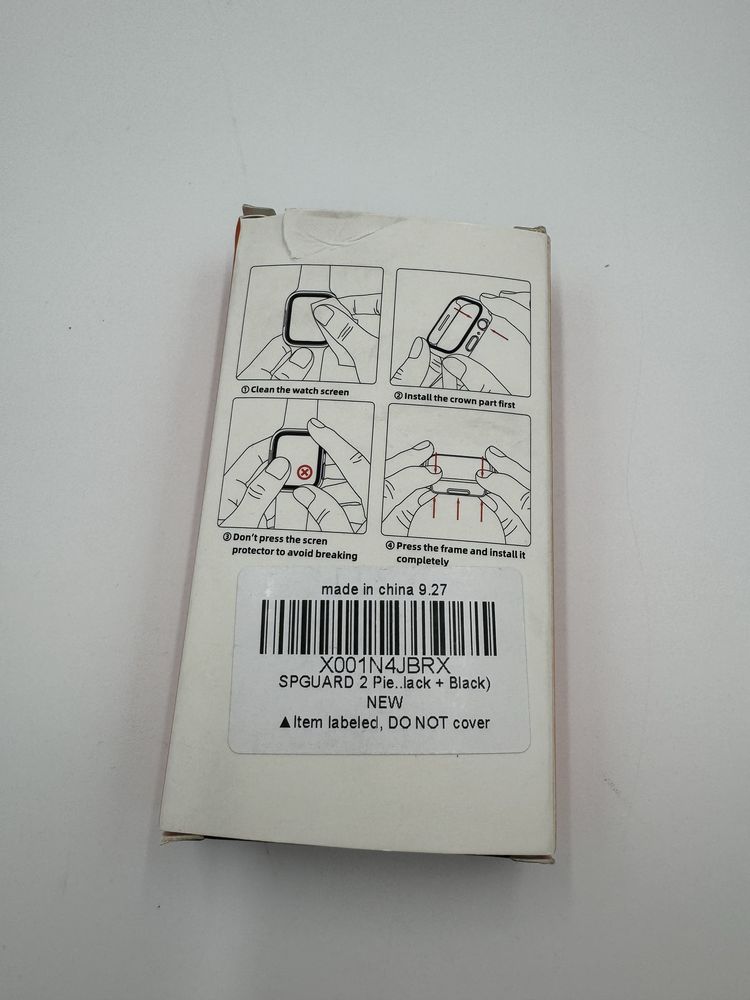 ① Clean the watch screen
② Install the crown part first
③ Don't press the scren
protector to avoid breaking
④ Press the frame and install it
completely
made in china 9.27
X001N4JBRX
SPGUARD 2 Pie..lack + Black)
NEW
▲Item labeled, DO NOT cover